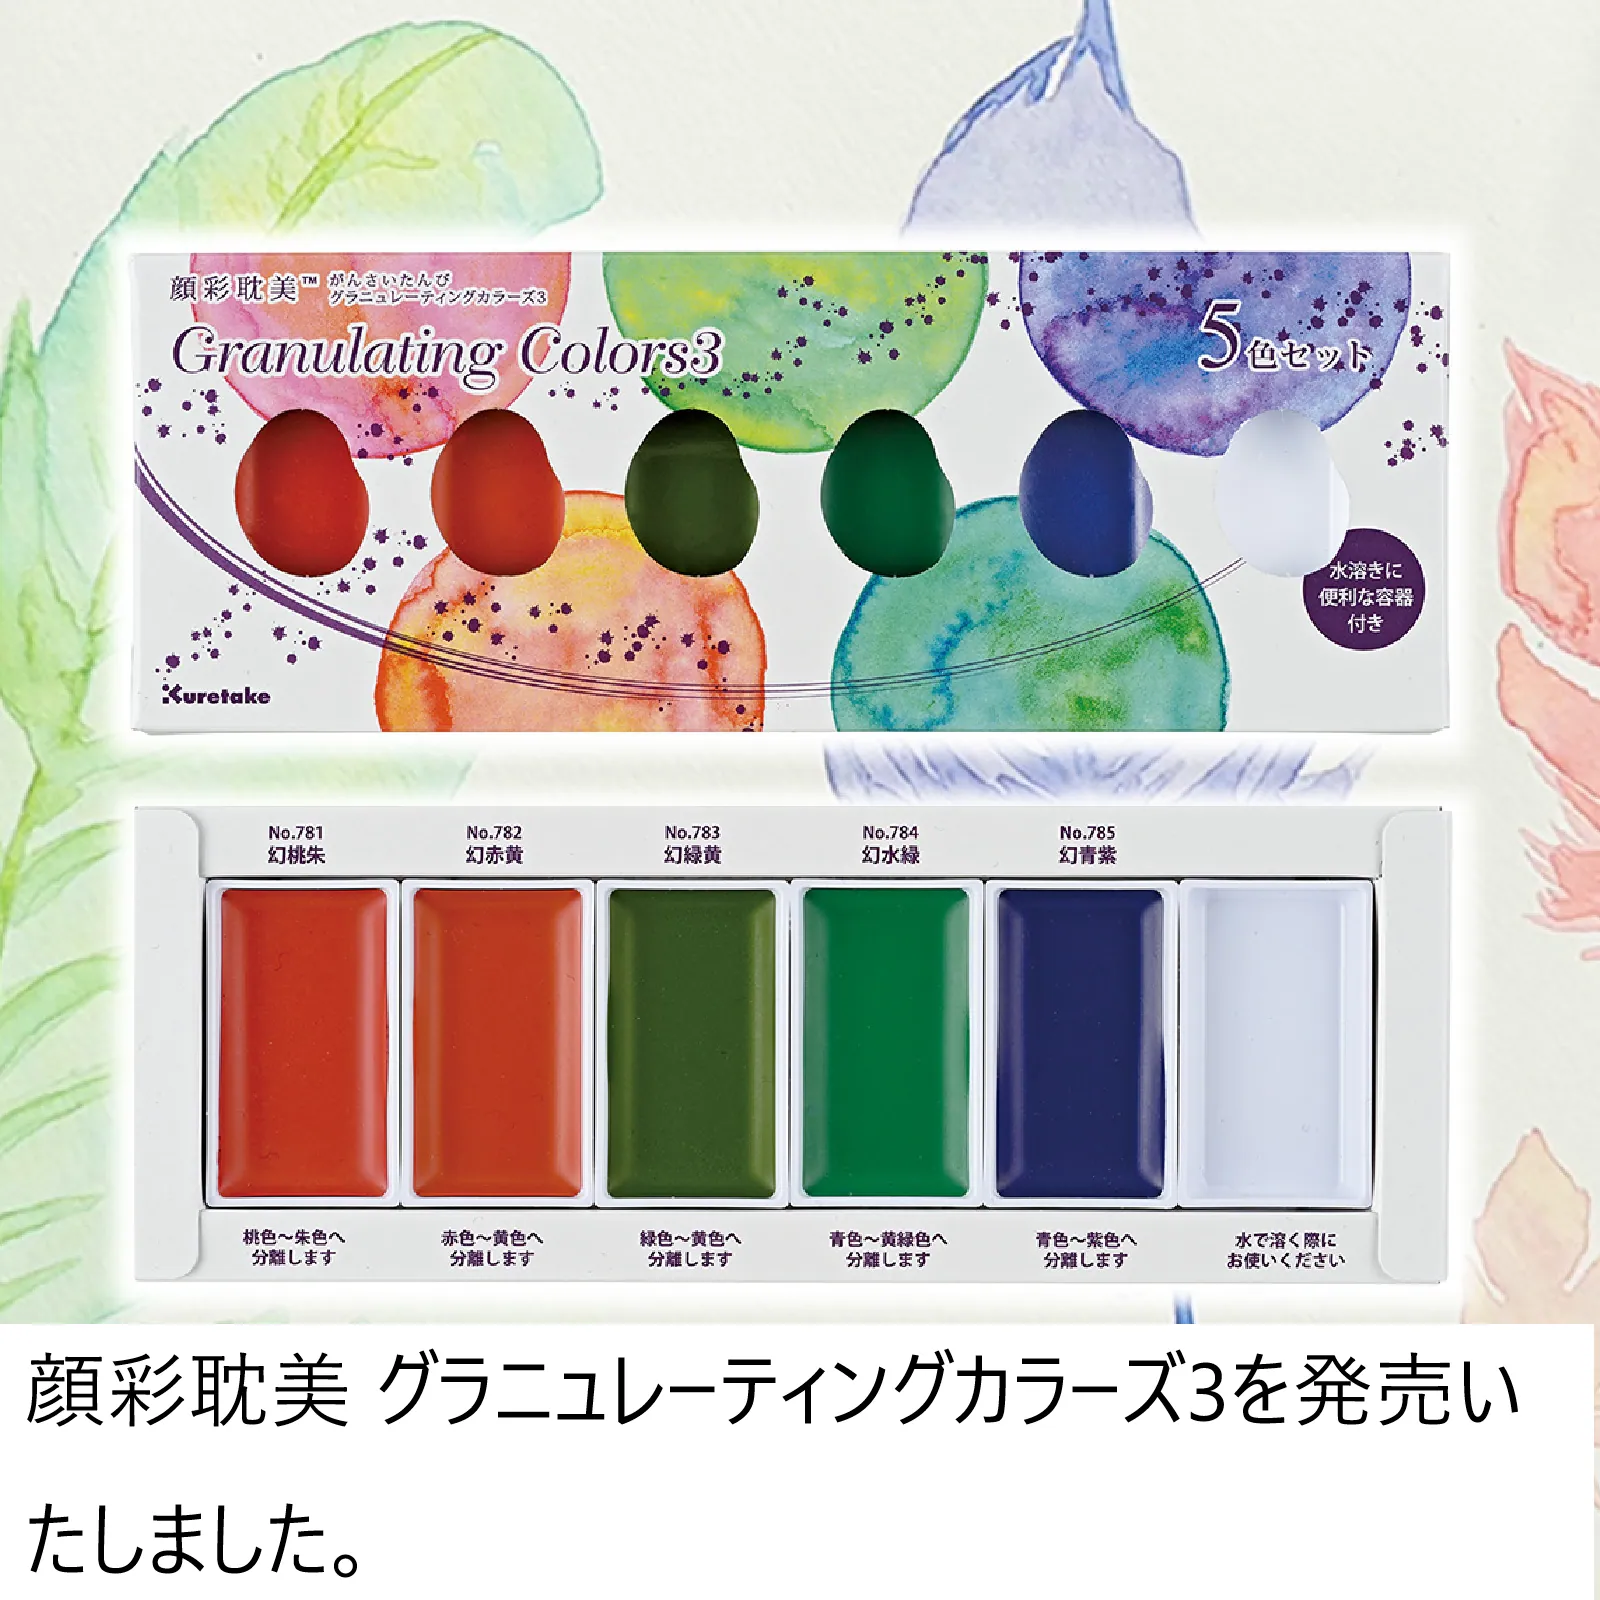 顔彩耽美™ がんさいたんび
グラニュレーティングカラーズ3
Granulating Colors3
5色セット
水溶きに
便利な容器
付き
Kuretake
No.781
幻桃朱
No.782
幻赤黄
No.783
幻緑黄
No.784
幻水緑
No.785
幻青紫
桃色～朱色へ
分離します
赤色～黄色へ
分離します
緑色～黄色へ
分離します
青色～黄緑色へ
分離します
青色～紫色へ
分離します
水で溶く際に
お使いください
顔彩耽美 グラニュレーティングカラーズ3を発売い
たしました。